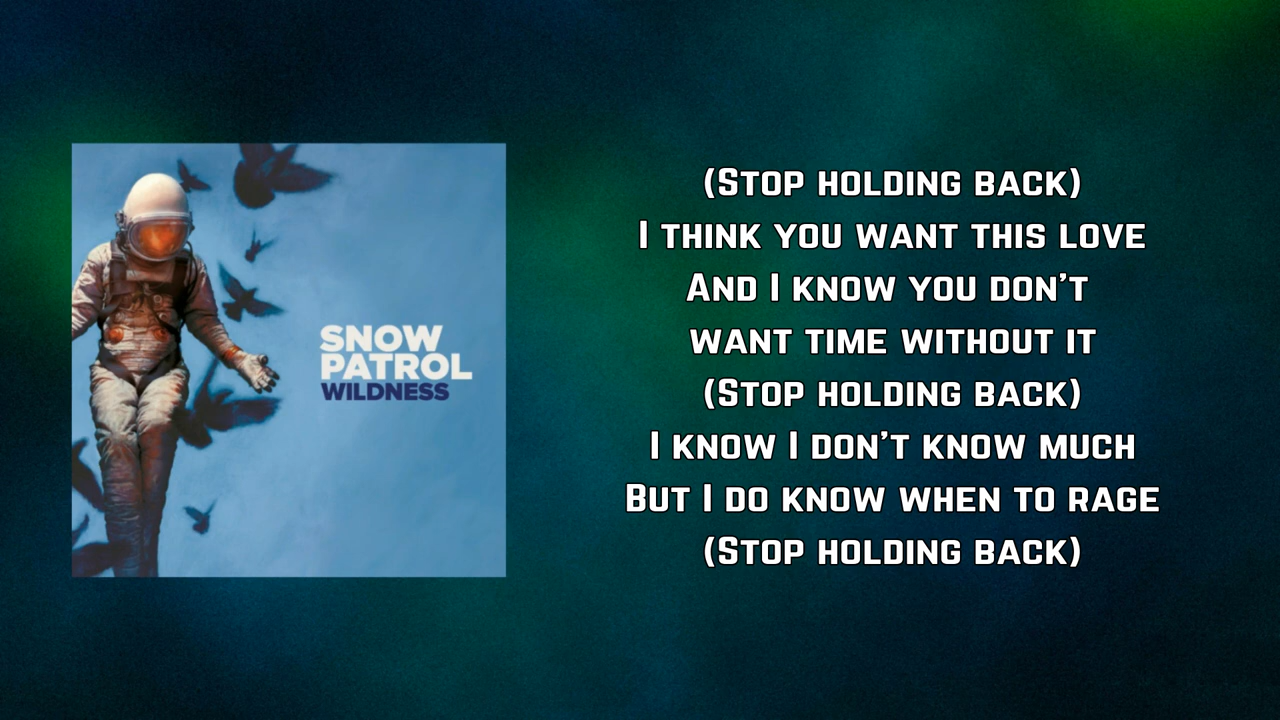 SNOW
PATROL
WILDNESS
(Stop holding back)
I think you want this love
And I know you don't
want time without it
(Stop holding back)
I know I don't know much
But I do know when to rage
(Stop holding back)